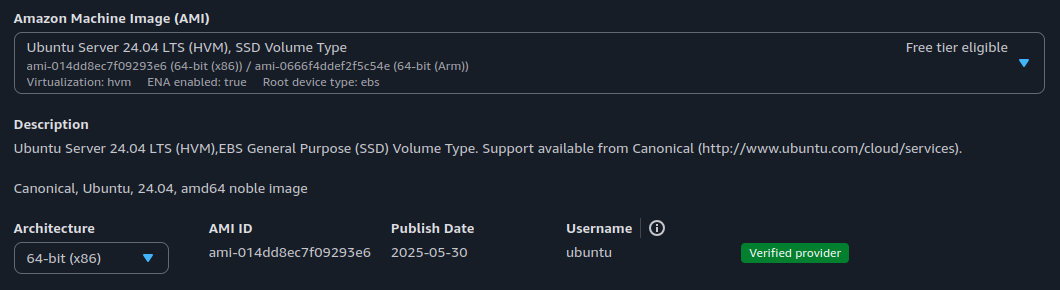 Amazon Machine Image (AMI)
Ubuntu Server 24.04 LTS (HVM), SSD Volume Type
Free tier eligible
ami-014dd8ec7f09293e6 (64-bit (x86)) / ami-0666f4ddef2f5c54e (64-bit (Arm))
Virtualization: hvm ENA enabled: true Root device type: ebs
Description
Ubuntu Server 24.04 LTS (HVM),EBS General Purpose (SSD) Volume Type. Support available from Canonical (http://www.ubuntu.com/cloud/services).
Canonical, Ubuntu, 24.04, amd64 noble image
Architecture AMI ID Publish Date Username
64-bit (x86) ami-014dd8ec7f09293e6 2025-05-30 ubuntu Verified provider